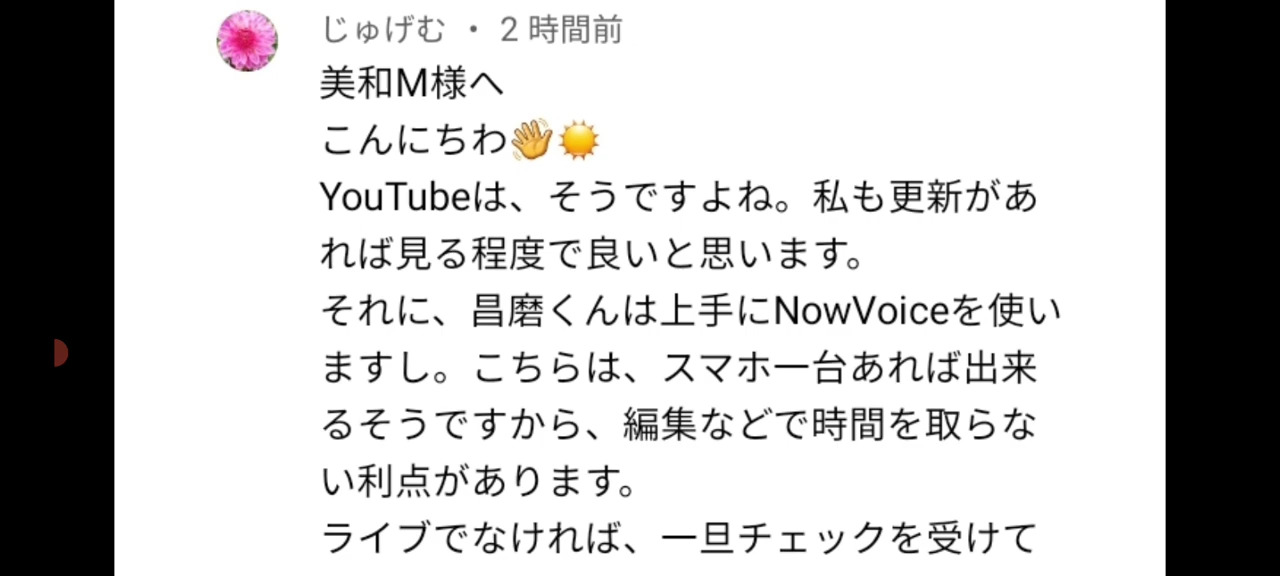 じゅげむ ・ 2 時間前
美和M様へ
こんにちわ👋☀️
YouTubeは、そうですよね。私も更新があ
れば見る程度で良いと思います。
それに、昌磨くんは上手にNowVoiceを使い
ますし。こちらは、スマホ一台あれば出来
るそうですから、編集などで時間を取らな
い利点があります。
ライブでなければ、一旦チェックを受けて